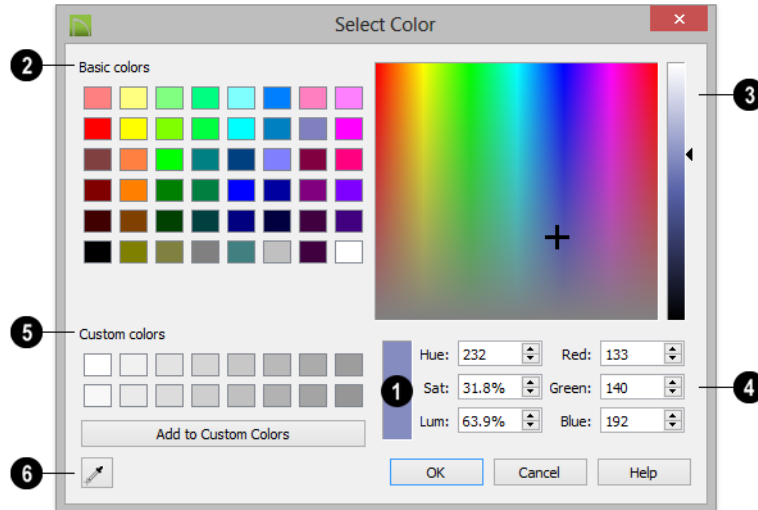 Select Color
2
Basic colors
3
5
Custom colors
1
Hue: 232 Red: 133
Sat: 31.8% Green: 140
4
Lum: 63.9% Blue: 192
Add to Custom Colors
6
OK Cancel Help